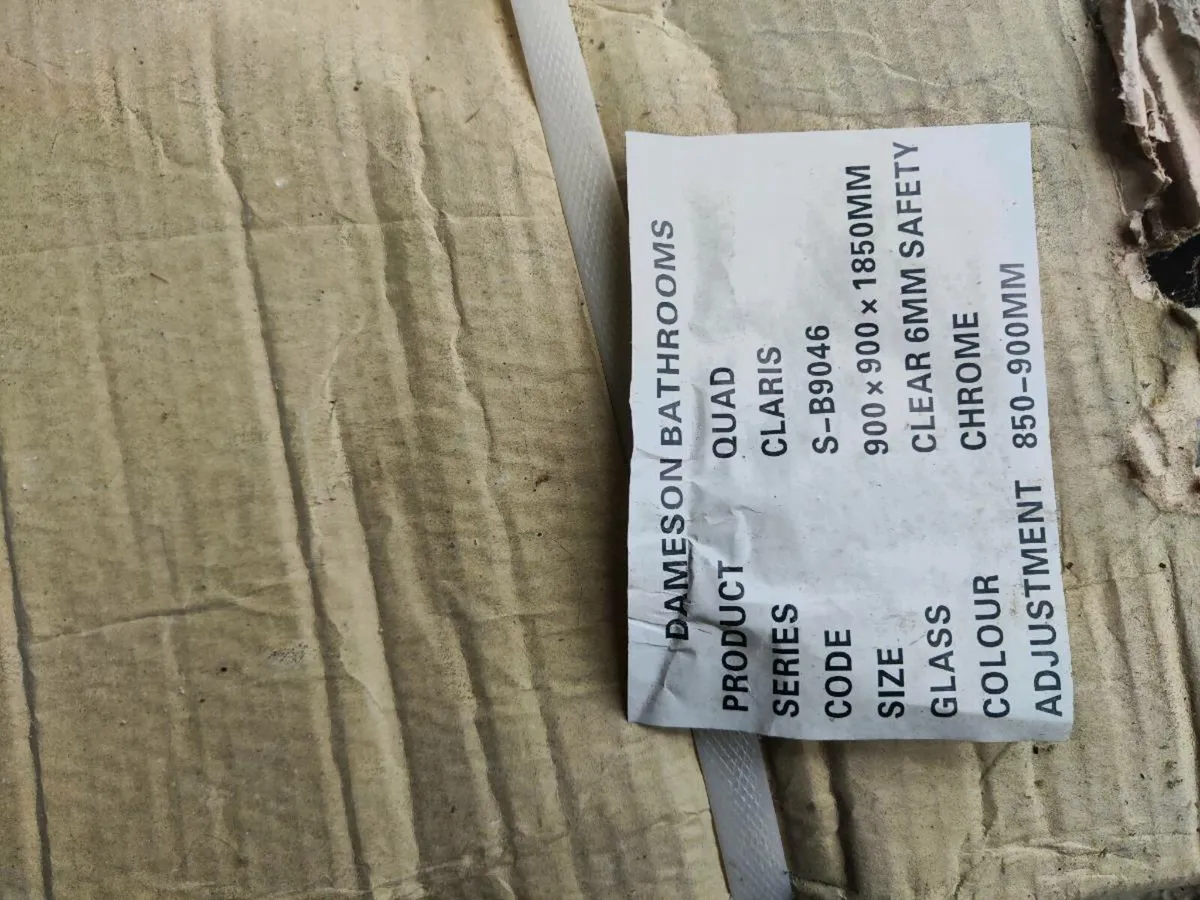 DAMESON BATHROOMS
PRODUCT QUAD
SERIES CLARIS
CODE S-B9046
SIZE 900 × 900 × 1850MM
GLASS CLEAR 6MM SAFETY
COLOUR CHROME
ADJUSTMENT 850-900MM